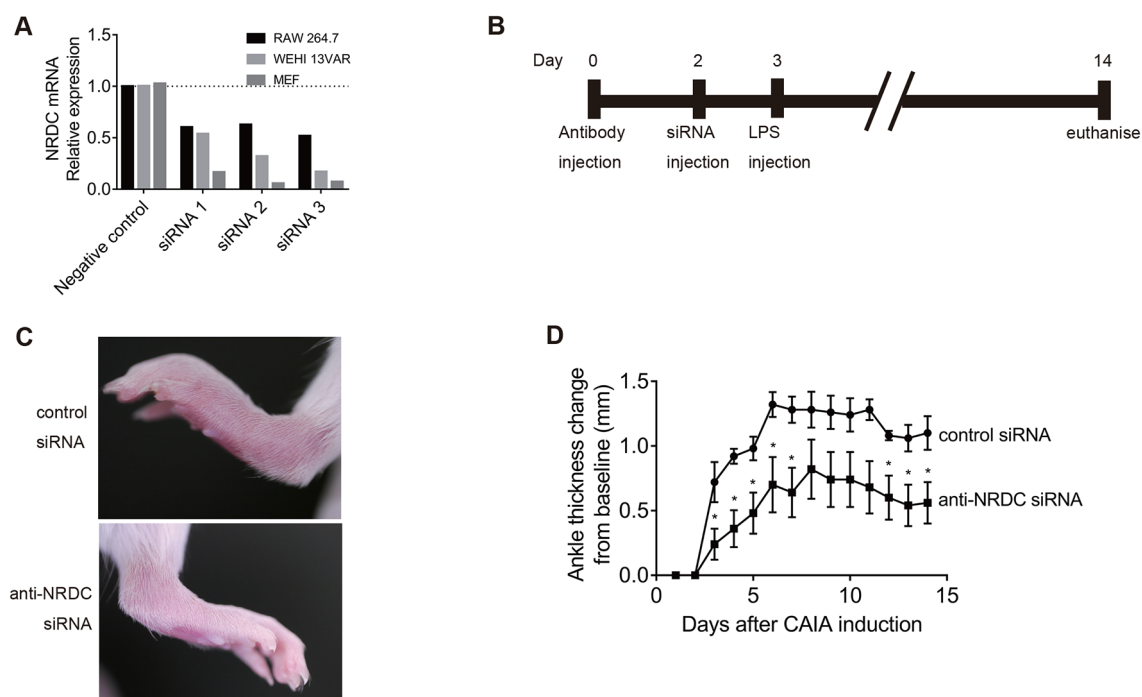 A
NRDC mRNA
Relative expression
1.5
1.0
0.5
0.0
RAW 264.7
WEHI 13VAR
MEF
Negative control
siRNA 1
siRNA 2
siRNA 3
B
Day 0 2 3 14
Antibody injection
siRNA injection
LPS injection
euthanise
C
control
siRNA
anti-NRDC
siRNA
D
Ankle thickness change
from baseline (mm)
1.5
1.0
0.5
0.0
control siRNA
anti-NRDC siRNA
* * * * * * * *
0 5 10 15
Days after CAIA induction